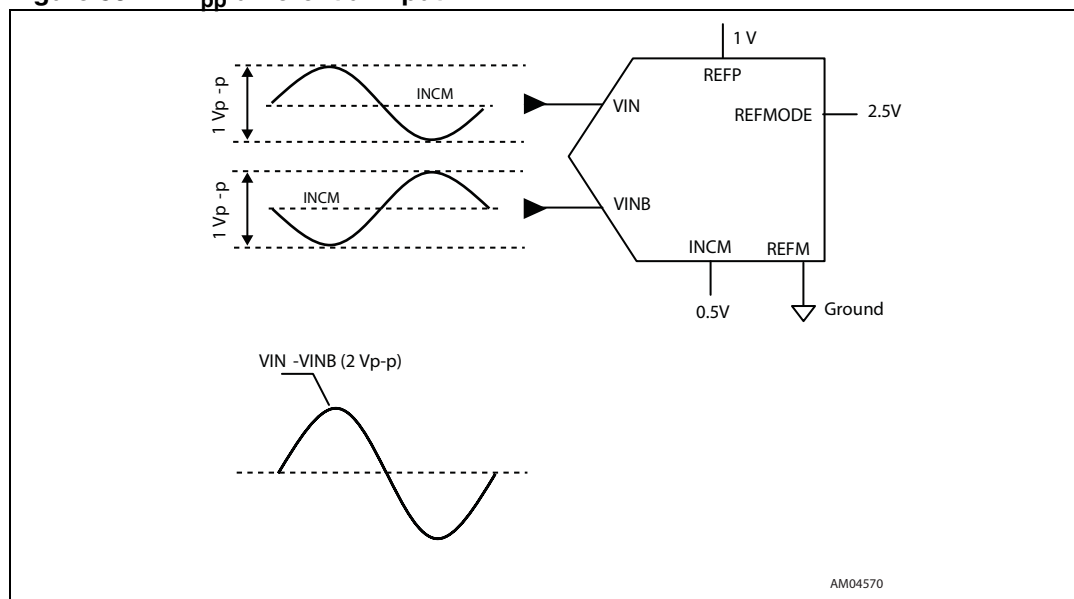 pp
1 V
REFP
1 Vp -p
INCM
VIN
REFMODE
2.5V
1 Vp -p
INCM
VINB
INCM
REFM
0.5V
Ground
VIN -VINB (2 Vp-p)
AM04570